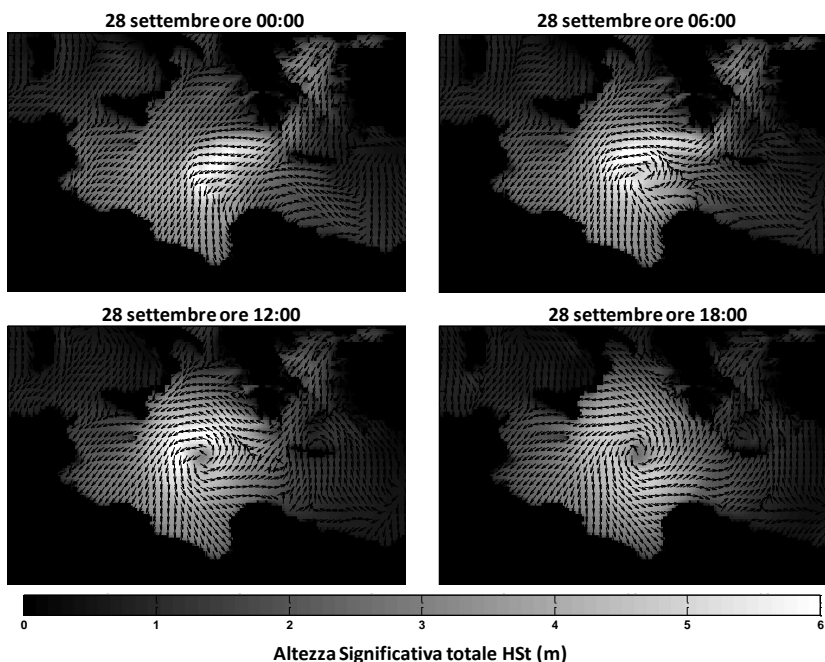 28 settembre ore 00:00
28 settembre ore 06:00
28 settembre ore 12:00
28 settembre ore 18:00
0 1 2 3 4 5 6
Altezza Significativa totale HSt (m)